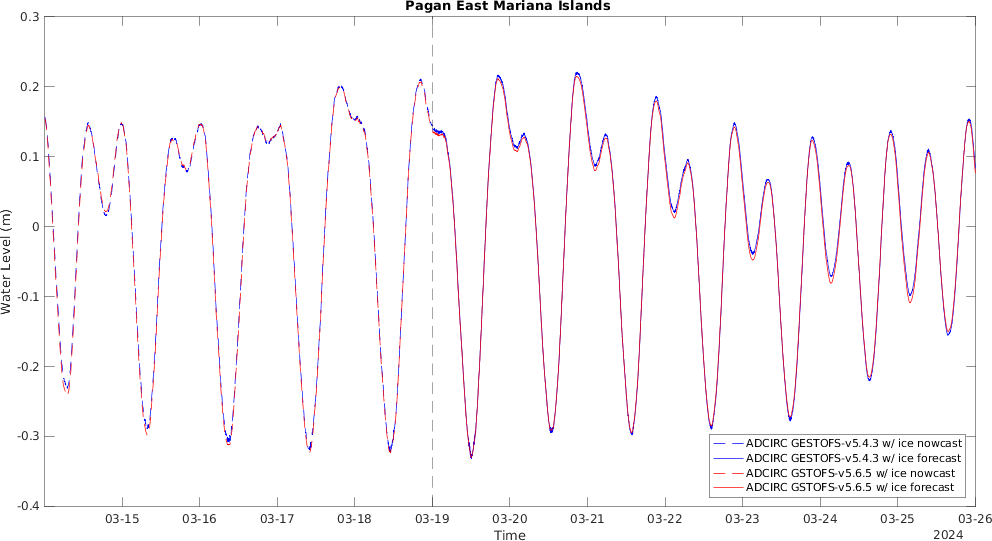 Pagan East Mariana Islands
0.3
0.2
0.1
0
-0.1
-0.2
-0.3
-0.4
Water Level (m)
ADCIRC GESTOFS-v5.4.3 w/ ice nowcast
ADCIRC GESTOFS-v5.4.3 w/ ice forecast
ADCIRC GSTOFS-v5.6.5 w/ ice nowcast
ADCIRC GSTOFS-v5.6.5 w/ ice forecast
03-15 03-16 03-17 03-18 03-19 03-20 03-21 03-22 03-23 03-24 03-25 03-26
Time
2024